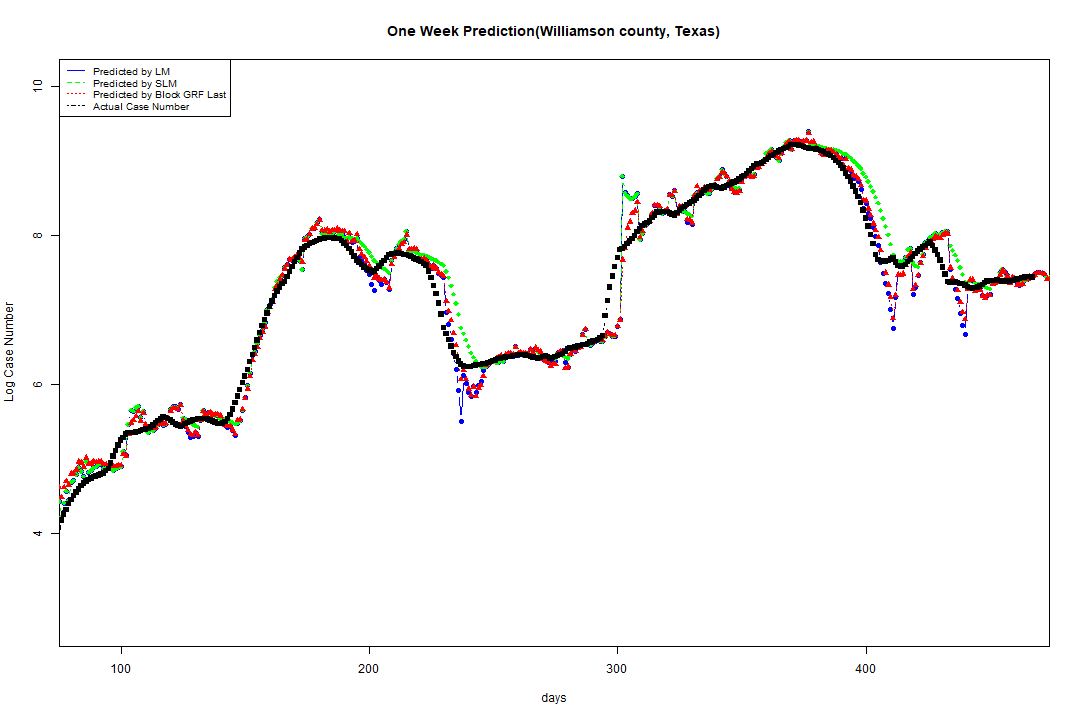 One Week Prediction(Williamson county, Texas)
Predicted by LM
Predicted by SLM
Predicted by Block GRF Last
Actual Case Number
10
8
6
4
Log Case Number
100
200
300
400
days